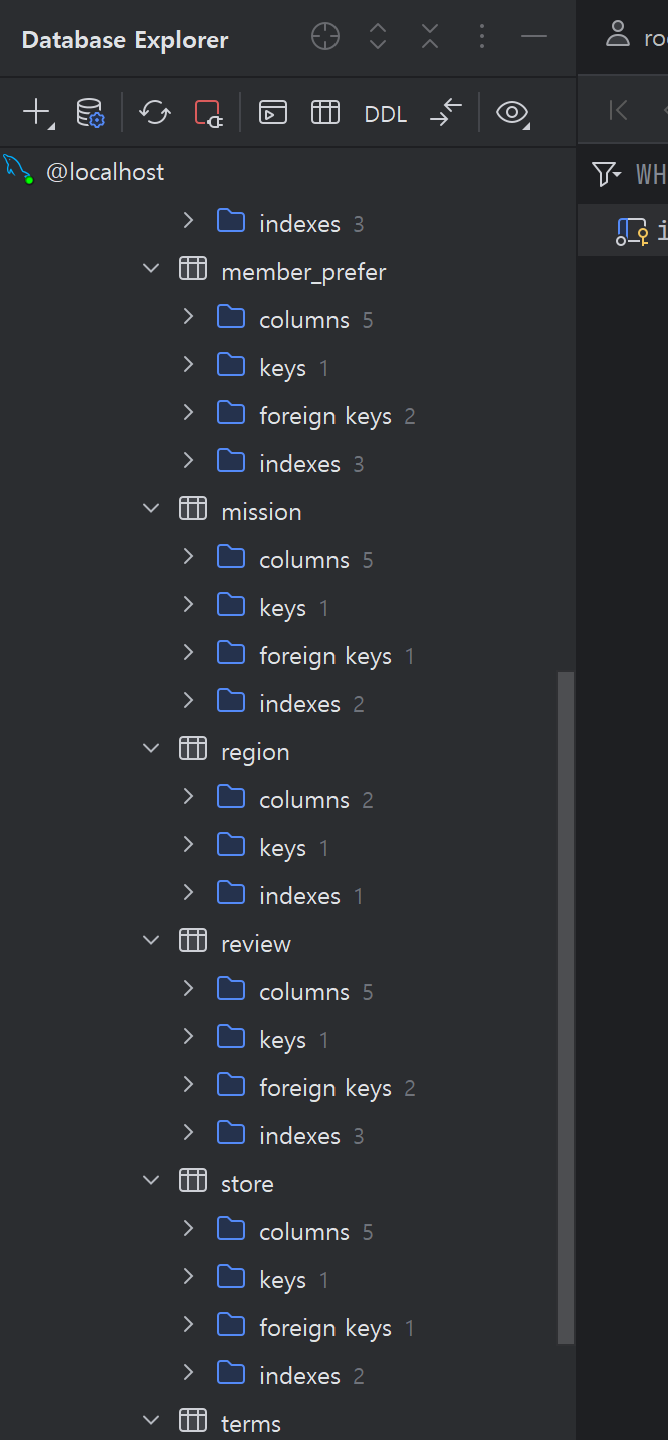 Database Explorer
ro
DDL
@localhost
WH
indexes 3
member_prefer
columns 5
keys 1
foreign keys 2
indexes 3
mission
columns 5
keys 1
foreign keys 1
indexes 2
region
columns 2
keys 1
indexes 1
review
columns 5
keys 1
foreign keys 2
indexes 3
store
columns 5
keys 1
foreign keys 1
indexes 2
terms